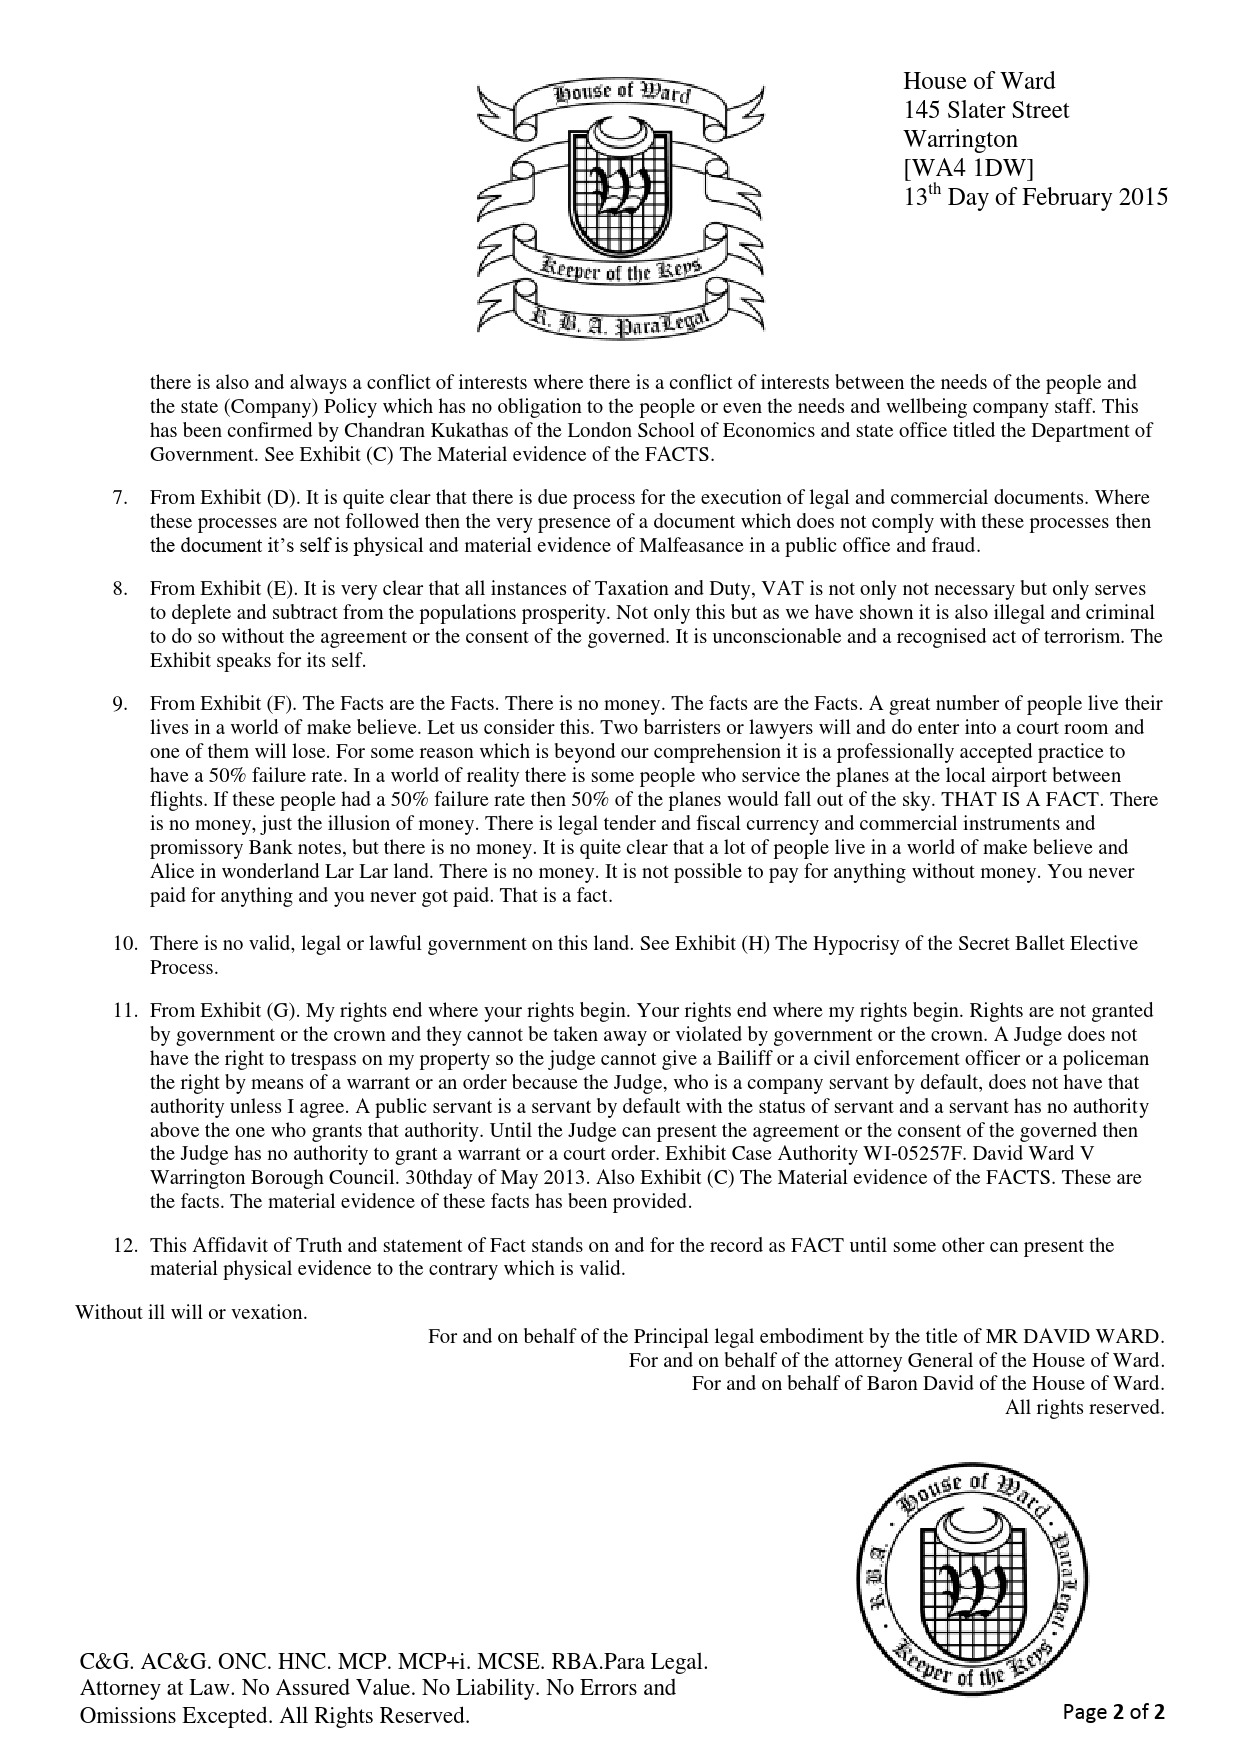 House of Ward
145 Slater Street
Warrington
[WA4 1DW]
13th Day of February 2015
House of Ward
W
Keeper of the Keys
R. B. A. ParaLegal
there is also and always a conflict of interests where there is a conflict of interests between the needs of the people and
the state (Company) Policy which has no obligation to the people or even the needs and wellbeing company staff. This
has been confirmed by Chandran Kukathas of the London School of Economics and state office titled the Department of
Government. See Exhibit (C) The Material evidence of the FACTS.
7. From Exhibit (D). It is quite clear that there is due process for the execution of legal and commercial documents. Where
these processes are not followed then the very presence of a document which does not comply with these processes then
the document it’s self is physical and material evidence of Malfeasance in a public office and fraud.
8. From Exhibit (E). It is very clear that all instances of Taxation and Duty, VAT is not only not necessary but only serves
to deplete and subtract from the populations prosperity. Not only this but as we have shown it is also illegal and criminal
to do so without the agreement or the consent of the governed. It is unconscionable and a recognised act of terrorism. The
Exhibit speaks for its self.
9. From Exhibit (F). The Facts are the Facts. There is no money. The facts are the Facts. A great number of people live their
lives in a world of make believe. Let us consider this. Two barristers or lawyers will and do enter into a court room and
one of them will lose. For some reason which is beyond our comprehension it is a professionally accepted practice to
have a 50% failure rate. In a world of reality there is some people who service the planes at the local airport between
flights. If these people had a 50% failure rate then 50% of the planes would fall out of the sky. THAT IS A FACT. There
is no money, just the illusion of money. There is legal tender and fiscal currency and commercial instruments and
promissory Bank notes, but there is no money. It is quite clear that a lot of people live in a world of make believe and
Alice in wonderland Lar Lar land. There is no money. It is not possible to pay for anything without money. You never
paid for anything and you never got paid. That is a fact.
10. There is no valid, legal or lawful government on this land. See Exhibit (H) The Hypocrisy of the Secret Ballet Elective
Process.
11. From Exhibit (G). My rights end where your rights begin. Your rights end where my rights begin. Rights are not granted
by government or the crown and they cannot be taken away or violated by government or the crown. A Judge does not
have the right to trespass on my property so the judge cannot give a Bailiff or a civil enforcement officer or a policeman
the right by means of a warrant or an order because the Judge, who is a company servant by default, does not have that
authority unless I agree. A public servant is a servant by default with the status of servant and a servant has no authority
above the one who grants that authority. Until the Judge can present the agreement or the consent of the governed then
the Judge has no authority to grant a warrant or a court order. Exhibit Case Authority WI-05257F. David Ward V
Warrington Borough Council. 30thday of May 2013. Also Exhibit (C) The Material evidence of the FACTS. These are
the facts. The material evidence of these facts has been provided.
12. This Affidavit of Truth and statement of Fact stands on and for the record as FACT until some other can present the
material physical evidence to the contrary which is valid.
Without ill will or vexation.
For and on behalf of the Principal legal embodiment by the title of MR DAVID WARD.
For and on behalf of the attorney General of the House of Ward.
For and on behalf of Baron David of the House of Ward.
All rights reserved.
House of Ward · ParaLegal · Keeper of the Keys · R.B.A. ·
W
C&G. AC&G. ONC. HNC. MCP. MCP+i. MCSE. RBA.Para Legal.
Attorney at Law. No Assured Value. No Liability. No Errors and
Omissions Excepted. All Rights Reserved.
Page 2 of 2